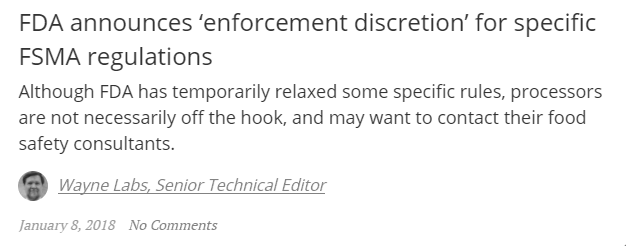 FDA announces ‘enforcement discretion’ for specific
FSMA regulations
Although FDA has temporarily relaxed some specific rules, processors
are not necessarily off the hook, and may want to contact their food
safety consultants.
Wayne Labs, Senior Technical Editor
January 8, 2018 No Comments